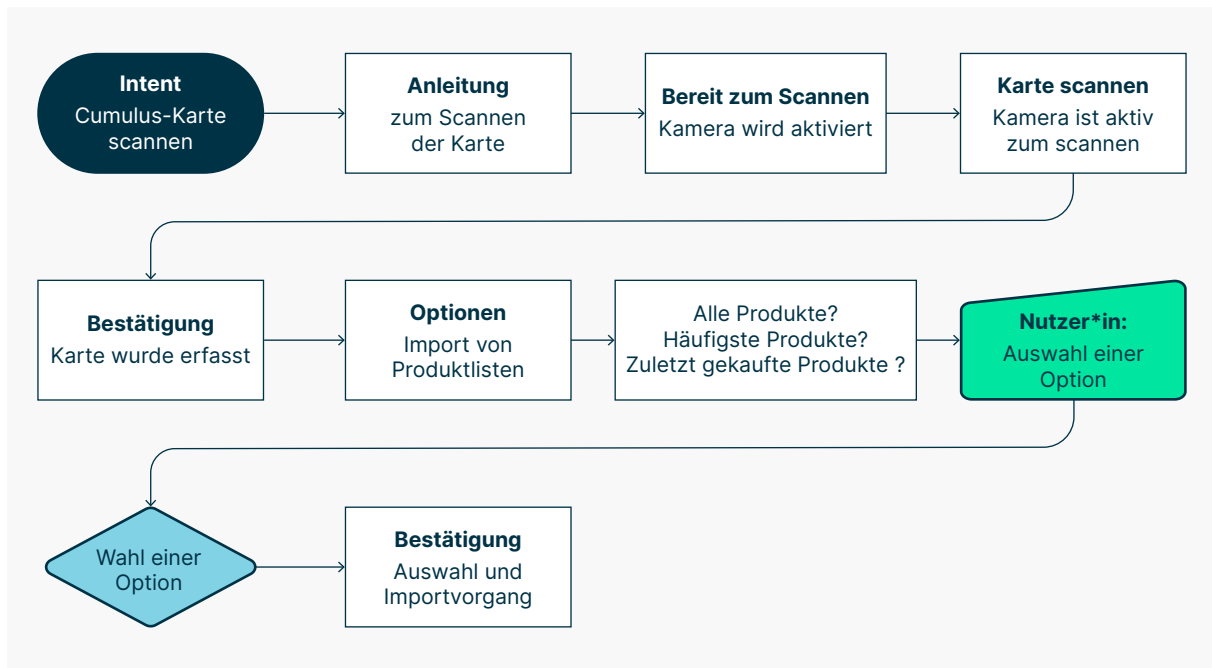 Intent
Cumulus-Karte
scannen
Anleitung
zum Scannen
der Karte
Bereit zum Scannen
Kamera wird aktiviert
Karte scannen
Kamera ist aktiv
zum scannen
Bestätigung
Karte wurde erfasst
Optionen
Import von
Produktlisten
Alle Produkte?
Häufigste Produkte?
Zuletzt gekaufte Produkte ?
Nutzer*in:
Auswahl einer
Option
Wahl einer
Option
Bestätigung
Auswahl und
Importvorgang